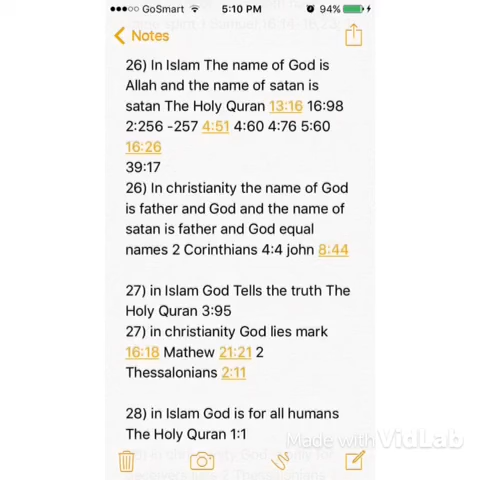 GoSmart 5:10 PM 94%
Notes
26) In Islam The name of God is
Allah and the name of satan is
satan The Holy Quran 13:16 16:98
2:256 -257 4:51 4:60 4:76 5:60
16:26
39:17
26) In christianity the name of God
is father and God and the name of
satan is father and God equal
names 2 Corinthians 4:4 john 8:44
27) in Islam God Tells the truth The
Holy Quran 3:95
27) in christianity God lies mark
16:18 Mathew 21:21 2
Thessalonians 2:11
28) in Islam God is for all humans
The Holy Quran 1:1
Made with VidLab